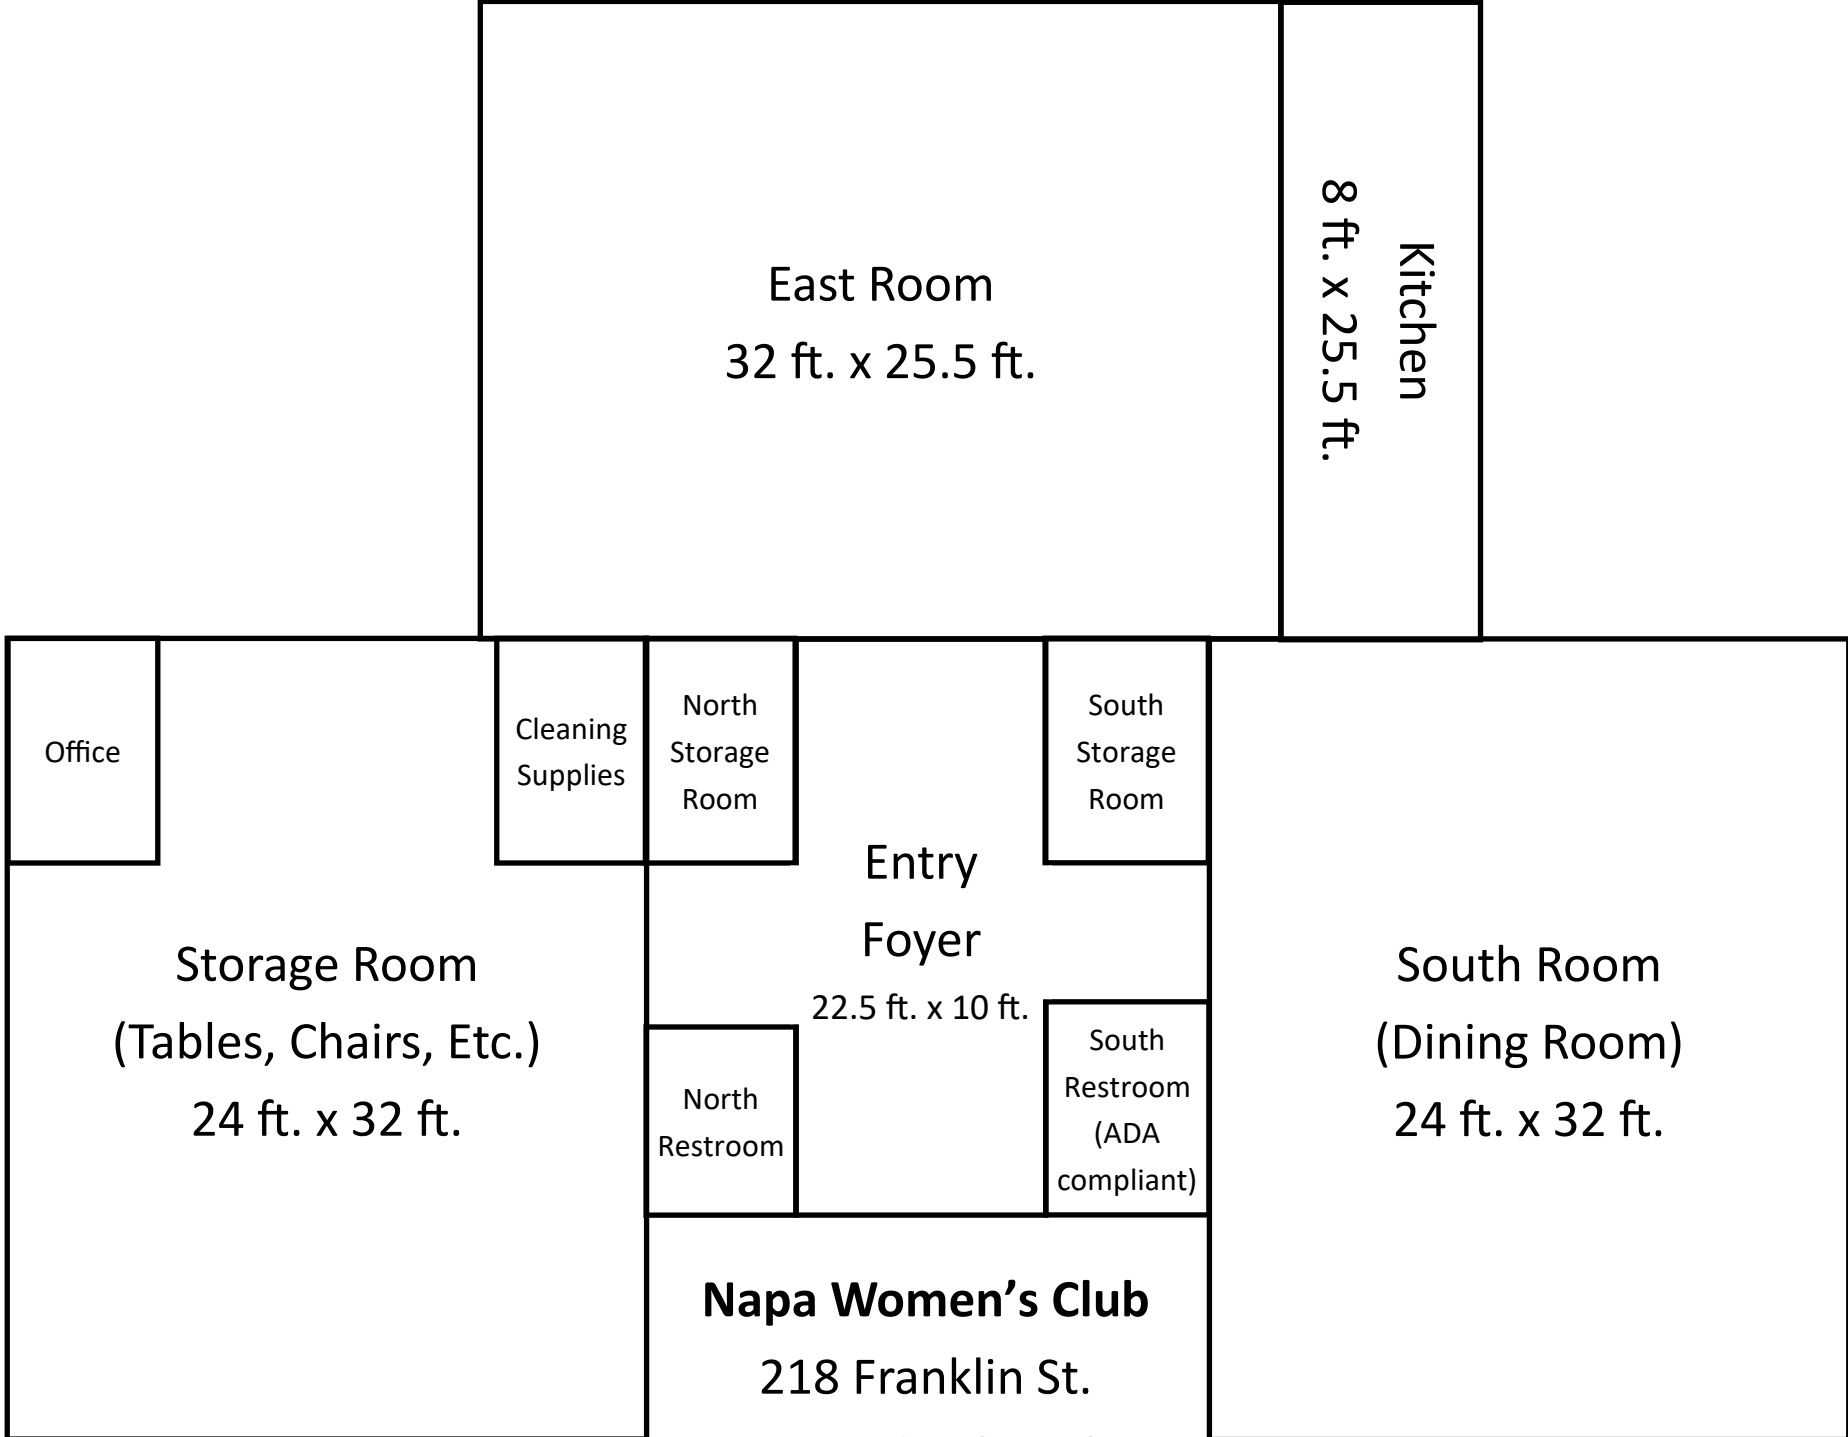 East Room
32 ft. x 25.5 ft.
Kitchen
8 ft. x 25.5 ft.
Office
Cleaning
Supplies
North
Storage
Room
South
Storage
Room
Entry
Foyer
22.5 ft. x 10 ft.
Storage Room
(Tables, Chairs, Etc.)
24 ft. x 32 ft.
South Room
(Dining Room)
24 ft. x 32 ft.
North
Restroom
South
Restroom
(ADA
compliant)
Napa Women’s Club
218 Franklin St.